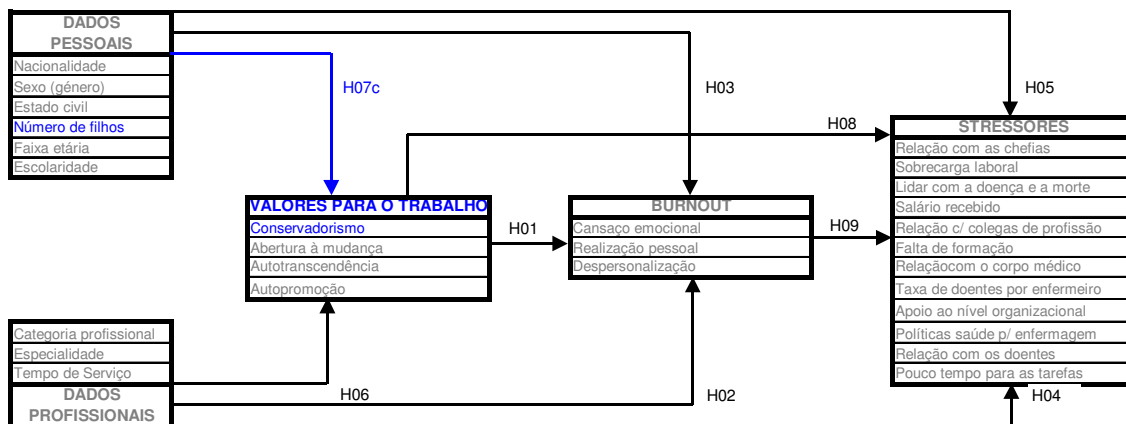 DADOS
PESSOAIS
Nacionalidade
Sexo (género)
Estado civil
Número de filhos
Faixa etária
Escolaridade
H07c
H03
H05
H08
STRESSORES
Relação com as chefias
Sobrecarga laboral
Lidar com a doença e a morte
Salário recebido
Relação c/ colegas de profissão
Falta de formação
Relaçãocom o corpo médico
Taxa de doentes por enfermeiro
Apoio ao nível organizacional
Políticas saúde p/ enfermagem
Relação com os doentes
Pouco tempo para as tarefas
VALORES PARA O TRABALHO
Conservadorismo
Abertura à mudança
Autotranscendência
Autopromoção
H01
BURNOUT
Cansaço emocional
Realização pessoal
Despersonalização
H09
Categoria profissional
Especialidade
Tempo de Serviço
DADOS
PROFISSIONAIS
H06
H02
H04